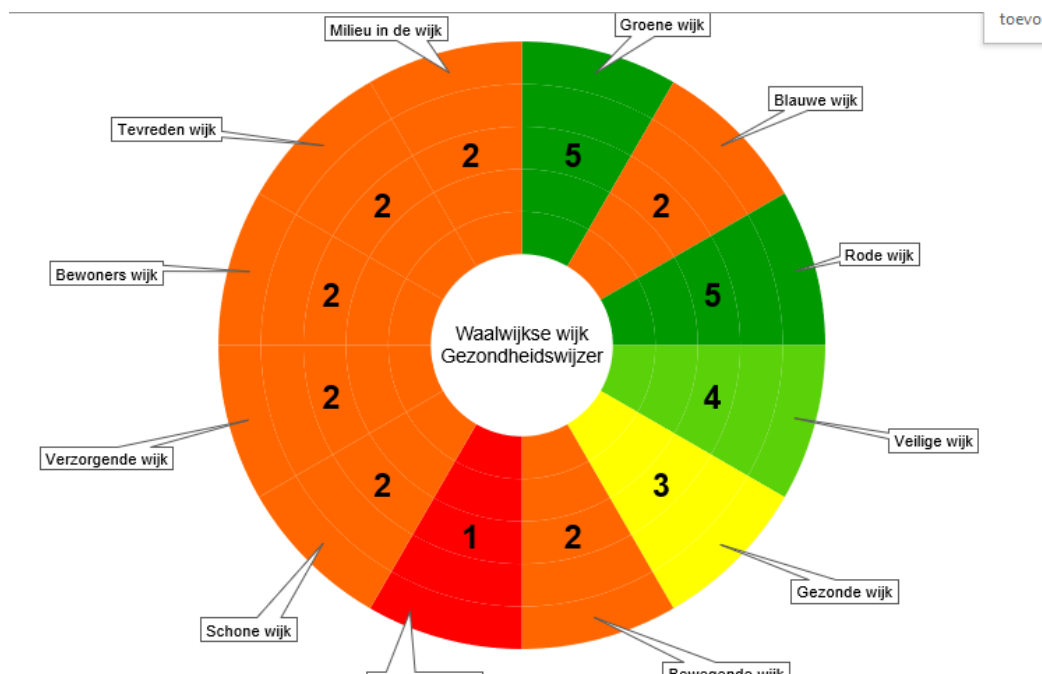 toevo
Milieu in de wijk
Groene wijk
Blauwe wijk
Tevreden wijk
2
5
2
2
Rode wijk
Bewoners wijk
2
5
Waalwijkse wijk
Gezondheidswijzer
2
4
Veilige wijk
Verzorgende wijk
2
3
1
2
Gezonde wijk
Schone wijk
Bewegende wijk